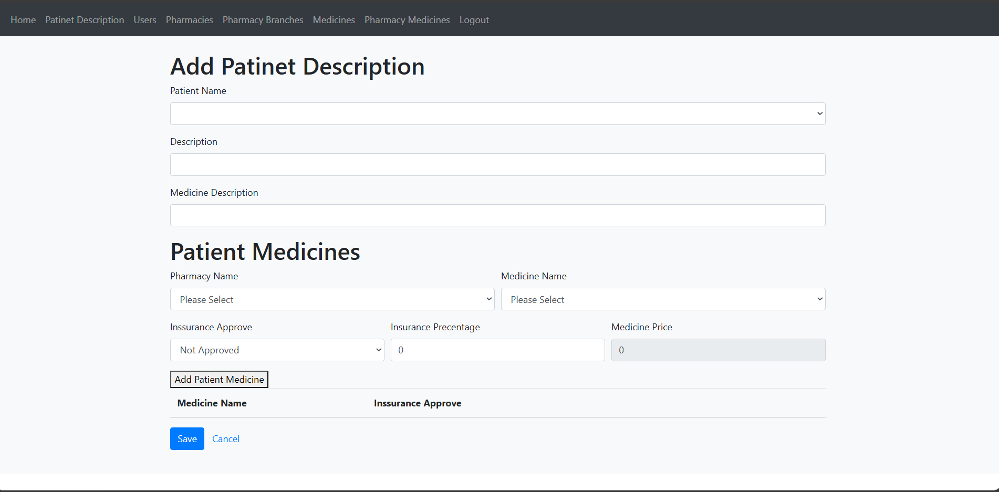 Home Patinet Description Users Pharmacies Pharmacy Branches Medicines Pharmacy Medicines Logout
Add Patinet Description
Patient Name
Description
Medicine Description
Patient Medicines
Pharmacy Name Medicine Name
Please Select Please Select
Inssurance Approve Insurance Precentage Medicine Price
Not Approved 0 0
Add Patient Medicine
Medicine Name Inssurance Approve
Save Cancel